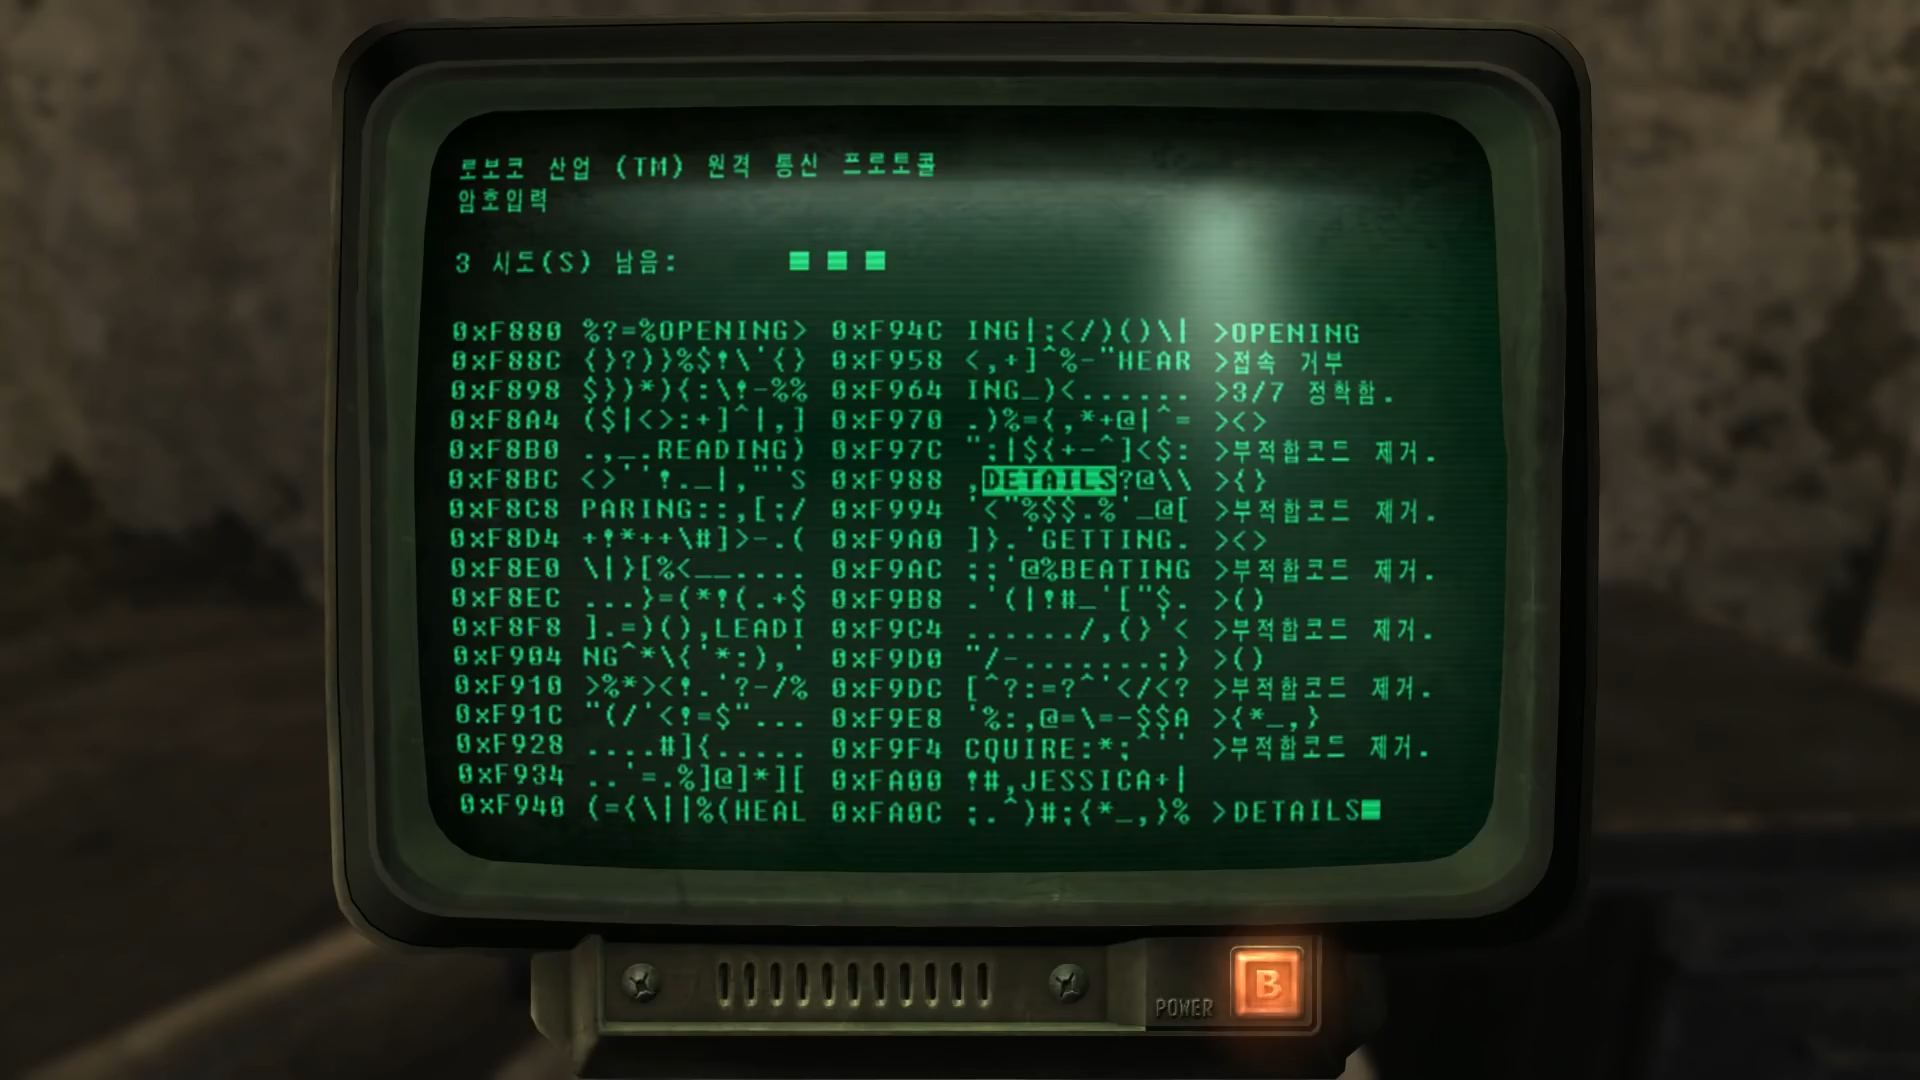 로보코 산업 (TM) 원격 통신 프로토콜
암호입력
3 시도(S) 남음: ■ ■ ■
0xF880 %?=%OPENING> 0xF94C ING|;</)()\| >OPENING
0xF88C {}?)}%$!\'{} 0xF958 <,+]^%-"HEAR >접속 거부
0xF898 $})*){:\!-%% 0xF964 ING_)<...... >3/7 정확함.
0xF8A4 ($|<>:+]^|,] 0xF970 .)%={,*+@|^= ><>
0xF8B0 .,_.READING) 0xF97C ";|${+-^]<$: >부적합코드 제거.
0xF8BC <>''!._|,"'S 0xF988 ,DETAILS?@\\ >{}
0xF8C8 PARING::,[;/ 0xF994 '<"%$$.%'_@[ >부적합코드 제거.
0xF8D4 +!*++\#]>-.( 0xF9A0 ]}.'GETTING. ><>
0xF8E0 \|}[%<__.... 0xF9AC ;;'@%BEATING >부적합코드 제거.
0xF8EC ...}=(*!(.+$ 0xF9B8 .'(|!#_'["$. >()
0xF8F8 ].=)(),LEADI 0xF9C4 ....../,(}'< >부적합코드 제거.
0xF904 NG^*\{'*:),' 0xF9D0 "/-.......;} >()
0xF910 >%*><!.'?-/% 0xF9DC [^?:=?^'</<? >부적합코드 제거.
0xF91C "(/'<!=$"... 0xF9E8 '%:,@=\=-$$A >{*_,}
0xF928 ....#]{..... 0xF9F4 CQUIRE:*;^'' >부적합코드 제거.
0xF934 ..'=.%]@]*][ 0xFA00 !#,JESSICA+|
0xF940 (={\||%(HEAL 0xFA0C ;.^)#;{*_,}% >DETAILS■
POWER
B